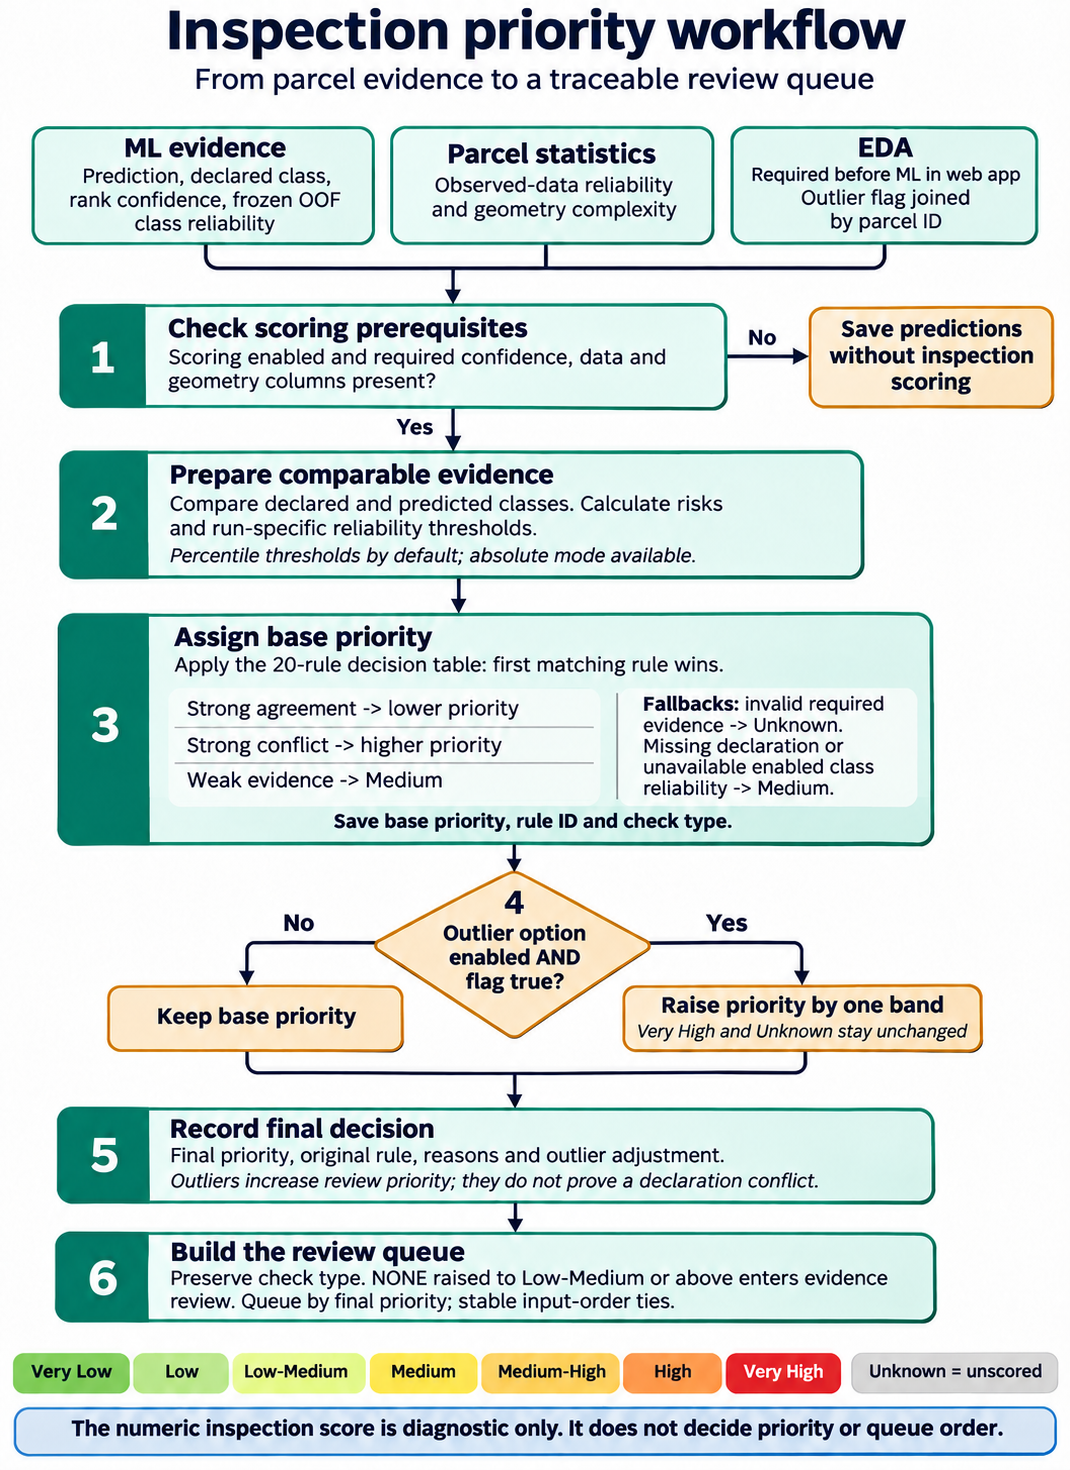 Inspection priority workflow
From parcel evidence to a traceable review queue
ML evidence
Prediction, declared class,
rank confidence, frozen OOF
class reliability
Parcel statistics
Observed-data reliability
and geometry complexity
EDA
Required before ML in web app
Outlier flag joined
by parcel ID
1
Check scoring prerequisites
Scoring enabled and required confidence, data and
geometry columns present?
No
Save predictions
without inspection
scoring
Yes
2
Prepare comparable evidence
Compare declared and predicted classes. Calculate risks
and run-specific reliability thresholds.
Percentile thresholds by default; absolute mode available.
3
Assign base priority
Apply the 20-rule decision table: first matching rule wins.
Strong agreement -> lower priority
Strong conflict -> higher priority
Weak evidence -> Medium
Fallbacks: invalid required
evidence -> Unknown.
Missing declaration or
unavailable enabled class
reliability -> Medium.
Save base priority, rule ID and check type.
4
Outlier option
enabled AND
flag true?
No
Yes
Keep base priority
Raise priority by one band
Very High and Unknown stay unchanged
5
Record final decision
Final priority, original rule, reasons and outlier adjustment.
Outliers increase review priority; they do not prove a declaration conflict.
6
Build the review queue
Preserve check type. NONE raised to Low-Medium or above enters evidence
review. Queue by final priority; stable input-order ties.
Very Low
Low
Low-Medium
Medium
Medium-High
High
Very High
Unknown = unscored
The numeric inspection score is diagnostic only. It does not decide priority or queue order.